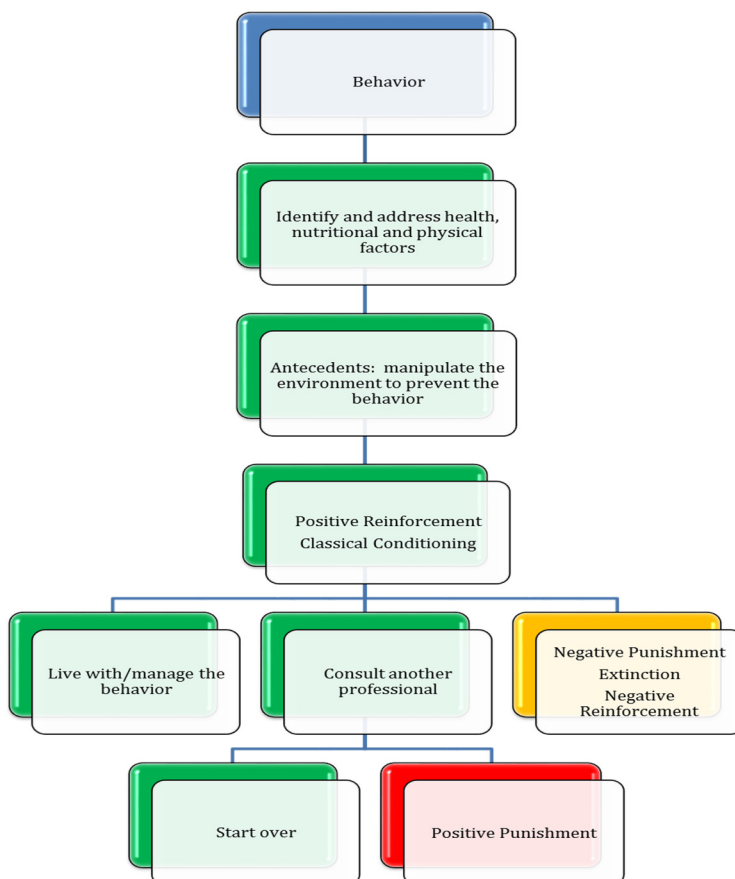 Behavior
Identify and address health,
nutritional and physical
factors
Antecedents:  manipulate the
environment to prevent the
behavior
Positive Reinforcement
Classical Conditioning
Live with/manage the
behavior
Consult another
professional
Negative Punishment
Extinction
Negative
Reinforcement
Start over
Positive Punishment